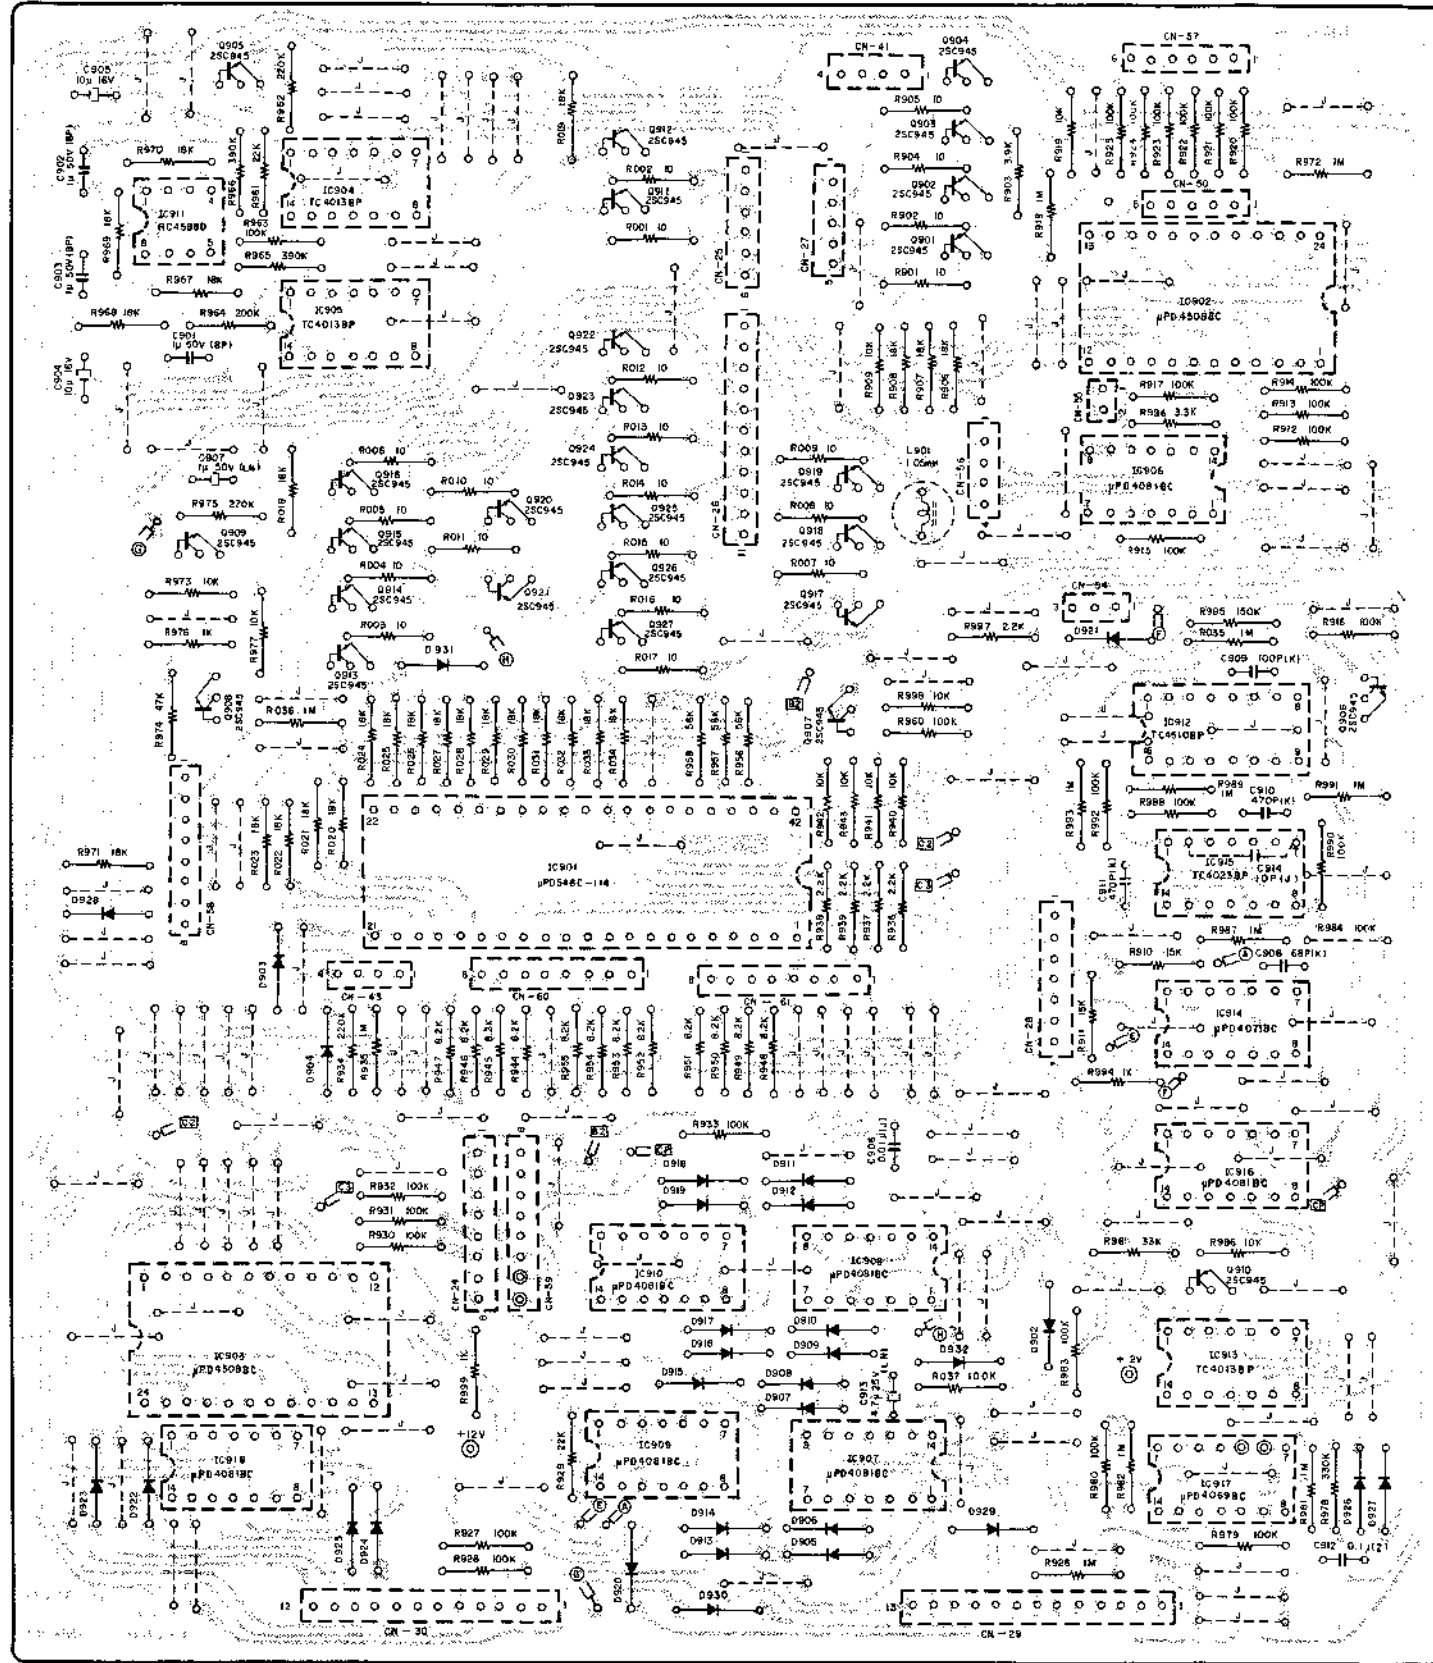 Q905
2SC945
C905
10μ 16V
R962 220K
CN-41
4 1
Q904
2SC945
CN-57
6 1
R905 10
Q903
2SC945
R904 10
Q902
2SC945
R902 10
Q901
2SC945
R901 10
R903 3.9K
R919 10K
R925 100K
R924 100K
R923 100K
R922 100K
R921 100K
R920 100K
R972 1M
CN-50
R019 18K
Q912
2SC945
R002 10
Q911
2SC945
R001 10
CN-25
CN-27
C902
1μ 50V (BP)
R970 18K
R966 390K
R961 22K
IC904
TC4013BP
IC911
R969 18K
R963
100K
R965 390K
C903
1μ 50V (BP)
R967 18K
R968 18K
R964 200K
C901
1μ 50V (BP)
IC905
TC4013BP
C904
10μ 16V
IC902
μPD4508BC
Q922
2SC945
R012 10
Q923
2SC945
R013 10
Q924
2SC945
R014 10
Q925
2SC945
R015 10
Q926
2SC945
R016 10
Q927
2SC945
R017 10
CN-26
R909 10K
R908 18K
R907 18K
R906 18K
CN-55
R917 100K
R936 3.3K
R914 100K
R913 100K
R912 100K
IC906
μPD4081BC
R915 100K
CN-56
L901
R009 10
Q919
2SC945
R008 10
Q918
2SC945
R007 10
Q917
2SC945
R975 220K
Q909
2SC945
R018 18K
R006 10
Q916
2SC945
R010 10
Q920
2SC945
R005 10
Q915
2SC945
R011 10
R004 10
Q914
2SC945
Q921
2SC945
R003 10
Q913
2SC945
D931
R973 10K
R976 1K
R977 10K
R974 47K
Q908
2SC945
R036 1M
CN-54
R997 2.2K
D921
R995 150K
R035 1M
R916 100K
C909 100P(K)
IC912
TC4510BP
Q906
2SC945
R998 10K
R960 100K
Q907
2SC945
R024 18K
R025 18K
R026 18K
R027 18K
R028 18K
R029 18K
R030 18K
R031 18K
R032 18K
R033 18K
R034 18K
R958 56K
R957 56K
R956 56K
R993 1M
R992 100K
R989
1M
R988 100K
C910
470P(K)
R991 1M
22 42
IC901
μPD546C-114
R942 10K
R943 10K
R941 10K
R940 10K
R938 2.2K
R939 2.2K
R937 2.2K
R936 2.2K
R023 18K
R022 18K
R021 18K
R020 18K
R971 18K
D928
CN-58
D903
C911
470P(K)
IC915
TC4023BP
C914
10P(J)
R990
100K
R987 1M
R984 100K
R910 15K
C908 68P(K)
CN-43
CN-60
CN-61
CN-28
R911 15K
IC914
μPD4071BC
R994 1K
D904
R934 220K
R935 1M
R947 8.2K
R946 8.2K
R945 8.2K
R944 8.2K
R955 8.2K
R954 8.2K
R953 8.2K
R952 8.2K
R951 8.2K
R950 8.2K
R949 8.2K
R948 8.2K
R933 100K
C906
0.01μ(J)
D918
D911
D919
D912
IC916
μPD4081BC
R932 100K
R931 100K
R930 100K
CN-24
CN-59
IC910
μPD4081BC
IC908
μPD4081BC
R981 33K
R986 10K
Q910
2SC945
IC903
μPD4508BC
R999 1K
D917
D910
D916
D909
D915
D908
D907
C913
4.7μ 25V (LN)
D932
R037 100K
D902
R983 100K
+12V
IC913
TC4013BP
+12V
IC918
μPD4081BC
D923
D922
R929 22K
IC909
μPD4081BC
IC907
μPD4081BC
R980 100K
R982 1M
IC917
μPD4069BC
R978 330K
D926
D927
D925
D924
R927 100K
R928 100K
D914
D906
D913
D905
D929
D920
D930
R926 1M
R979 100K
C912 0.1J(Z)
12 CN-30 1
13 CN-29 1